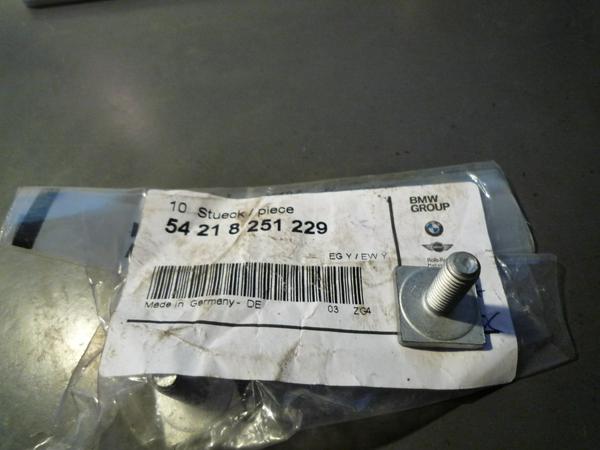 10 Stueck / piece
54 21 8 251 229
EG Y / EW Y
Made in Germany - DE
03 ZG4
BMW
GROUP